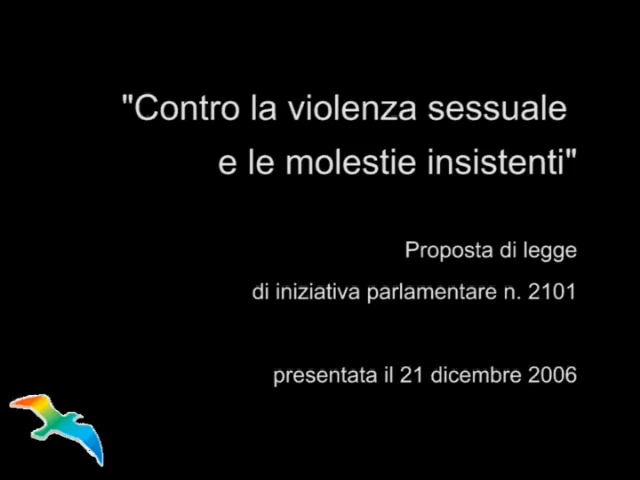 "Contro la violenza sessuale
e le molestie insistenti"
Proposta di legge
di iniziativa parlamentare n. 2101
presentata il 21 dicembre 2006